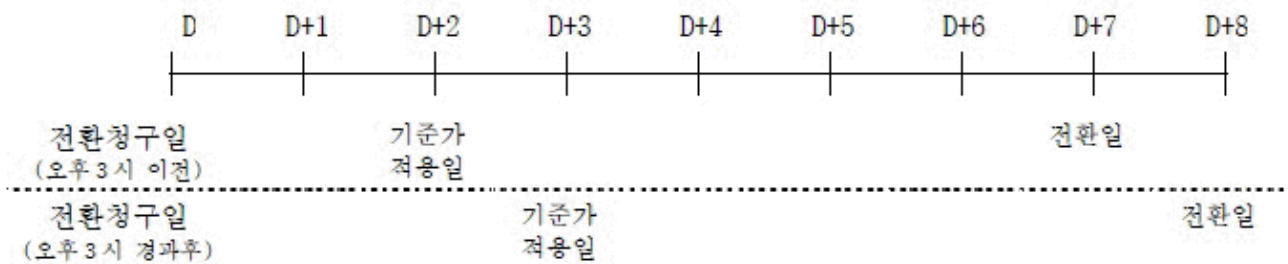 D D+1 D+2 D+3 D+4 D+5 D+6 D+7 D+8
전환청구일 기준가 전환일
(오후 3시 이전) 적용일
전환청구일 기준가 전환일
(오후 3시 경과후) 적용일